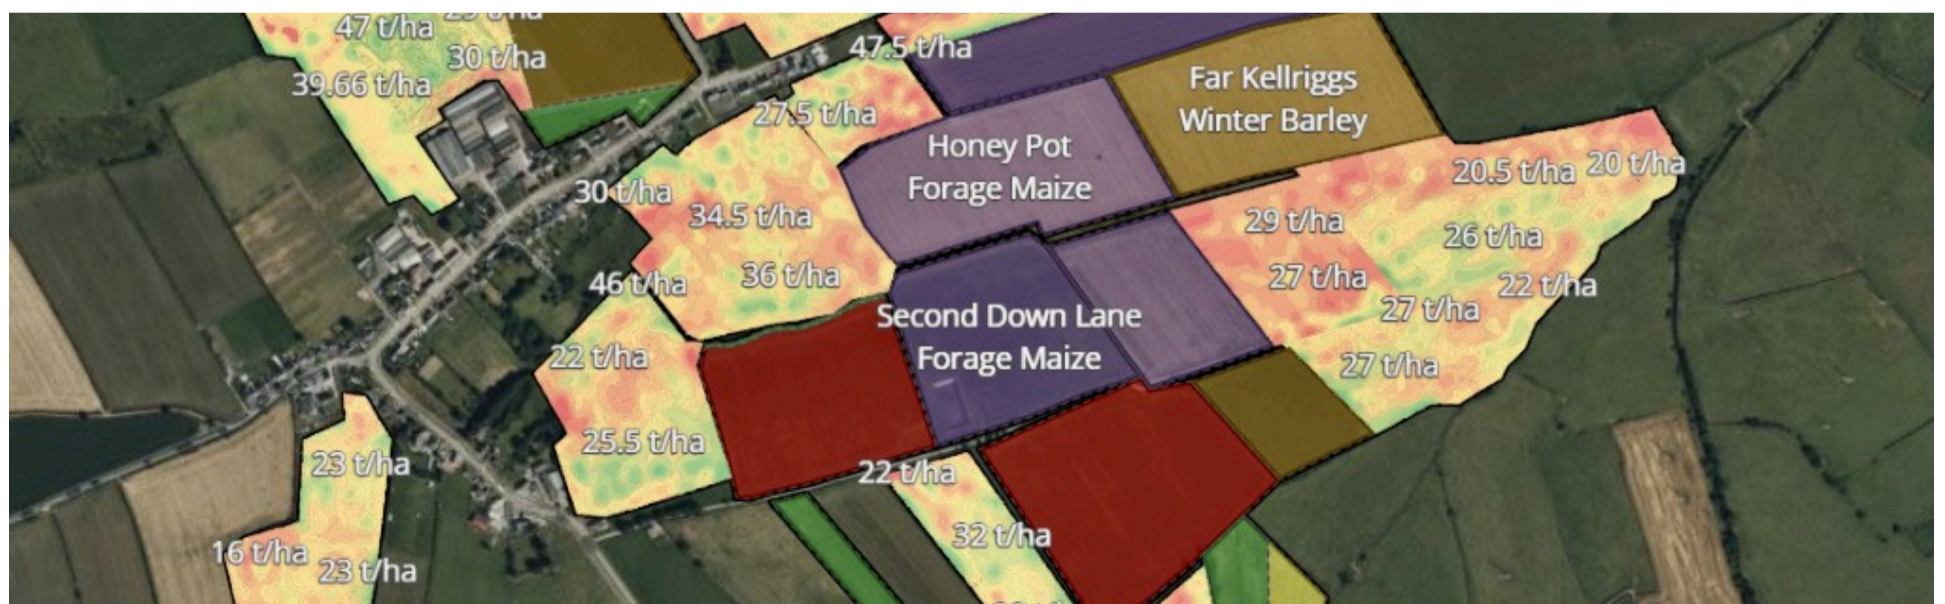 47 t/ha
30 t/ha
39.66 t/ha
47.5 t/ha
27.5 t/ha
Far Kellriggs
Winter Barley
Honey Pot
Forage Maize
20.5 t/ha
20 t/ha
30 t/ha
34.5 t/ha
29 t/ha
26 t/ha
46 t/ha
36 t/ha
27 t/ha
22 t/ha
27 t/ha
Second Down Lane
Forage Maize
22 t/ha
27 t/ha
25.5 t/ha
23 t/ha
22 t/ha
32 t/ha
16 t/ha
23 t/ha